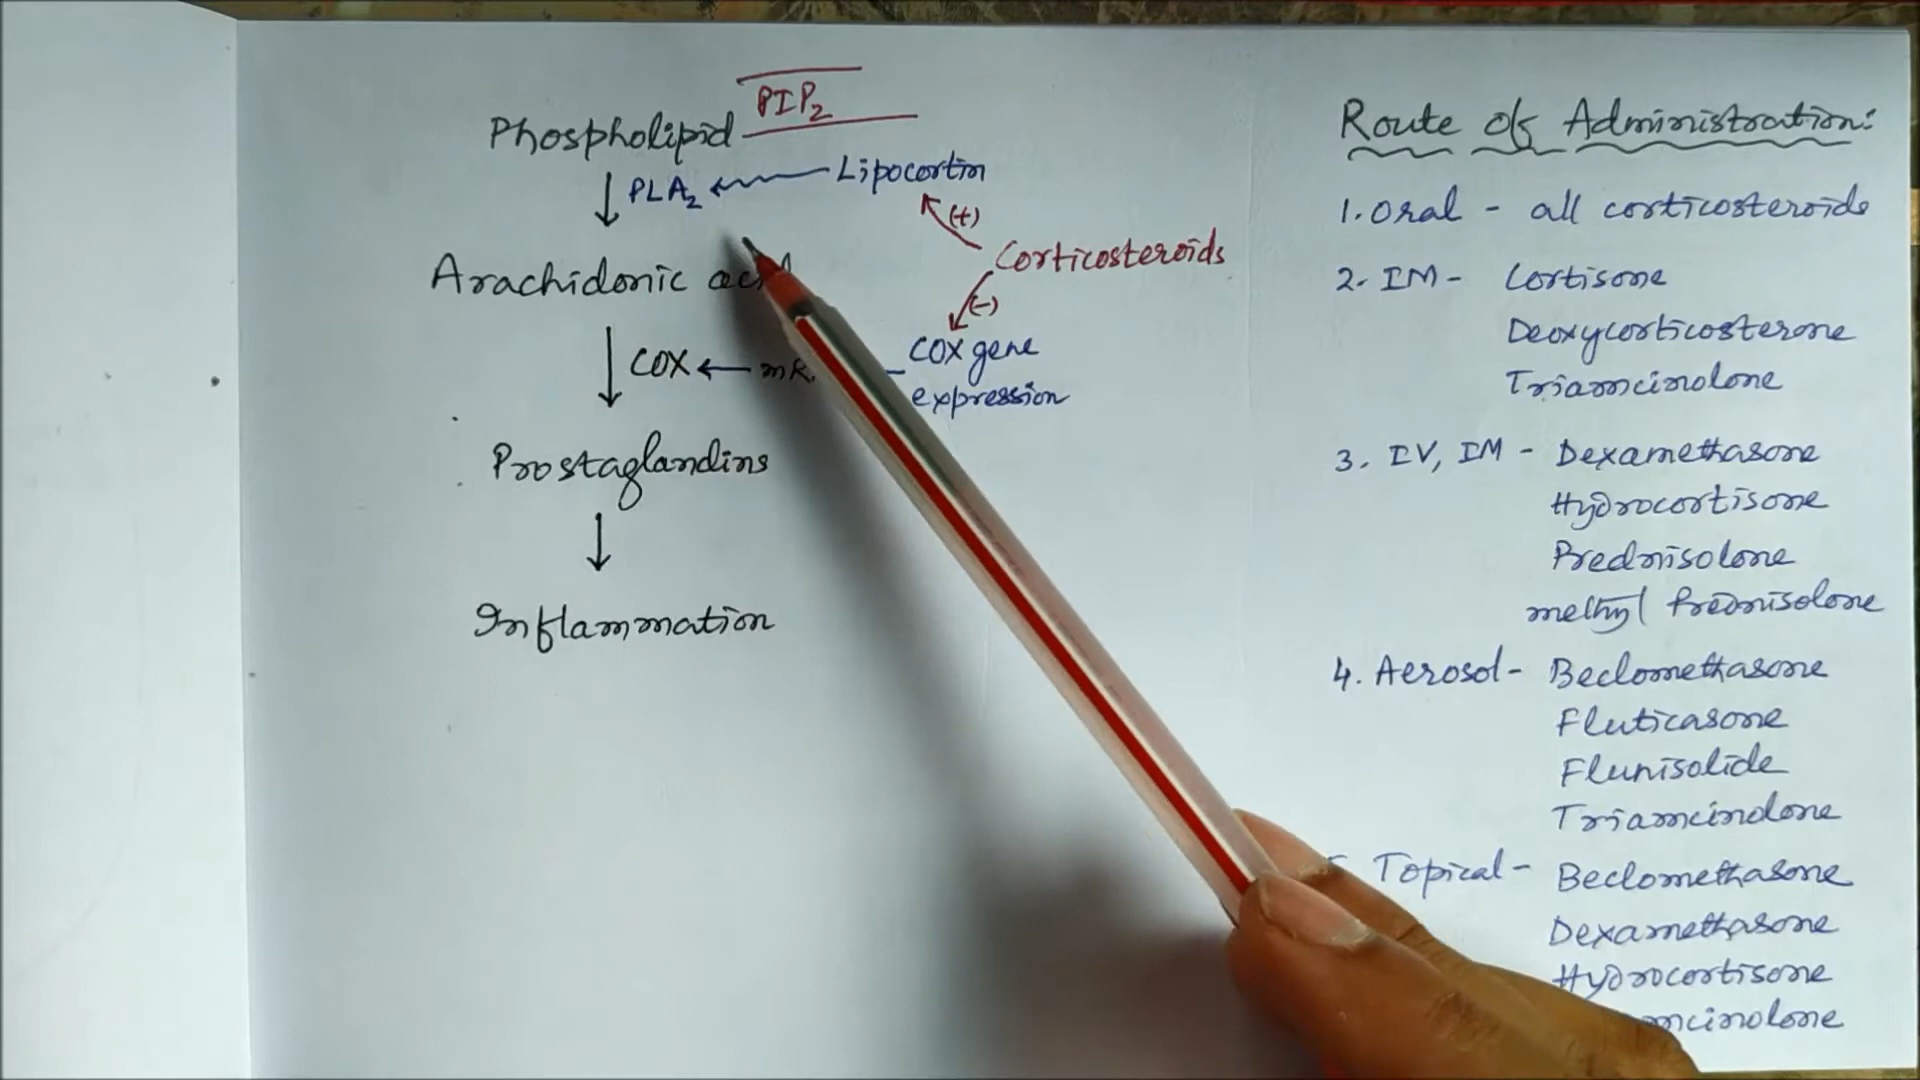 PIP2
Phospholipid
PLA2 Lipocortin
(+)
Corticosteroids
Arachidonic
(-)
COX COX gene
expression
Prostaglandins
Inflammation
Route of Administration:
1. Oral - all corticosteroids
2. IM - Cortisone
Deoxycorticosterone
Triamcinolone
3. IV, IM - Dexamethasone
Hydrocortisone
Prednisolone
methyl Prednisolone
4. Aerosol - Beclomethasone
Fluticasone
Flunisolide
Triamcinolone
Topical - Beclomethasone
Dexamethasone
Hydrocortisone